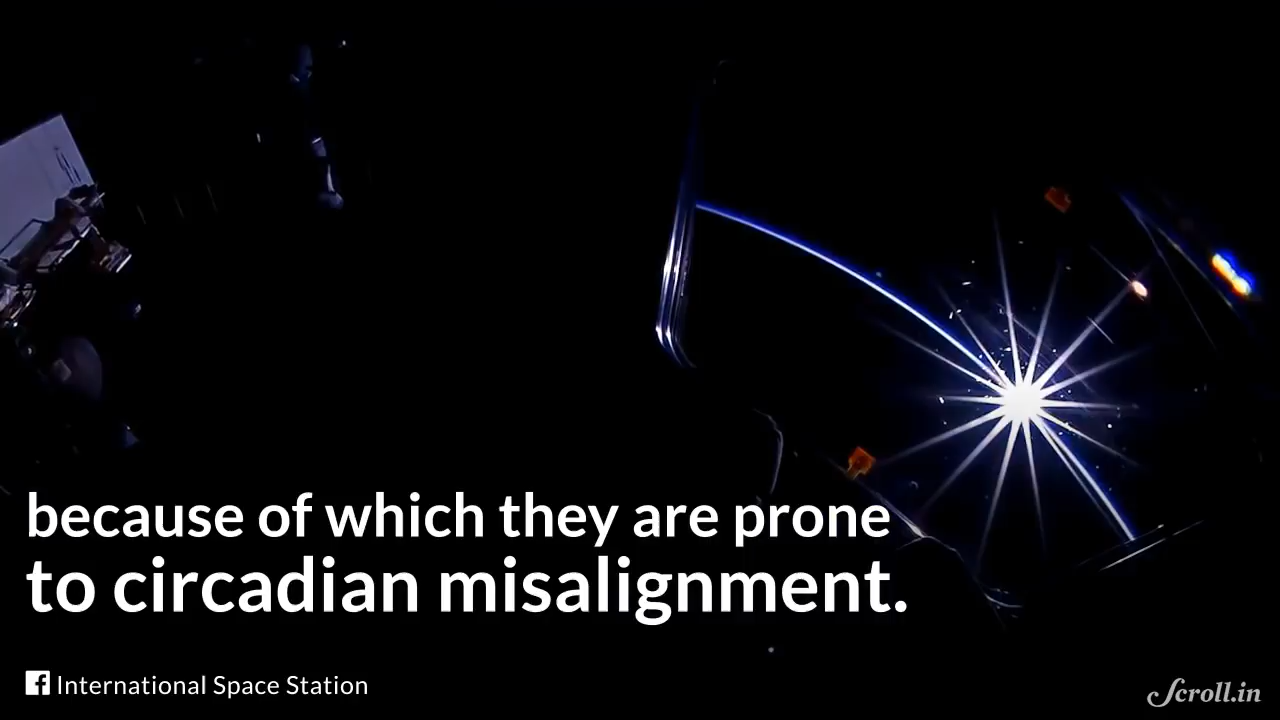 because of which they are prone
to circadian misalignment.
International Space Station
Scroll.in